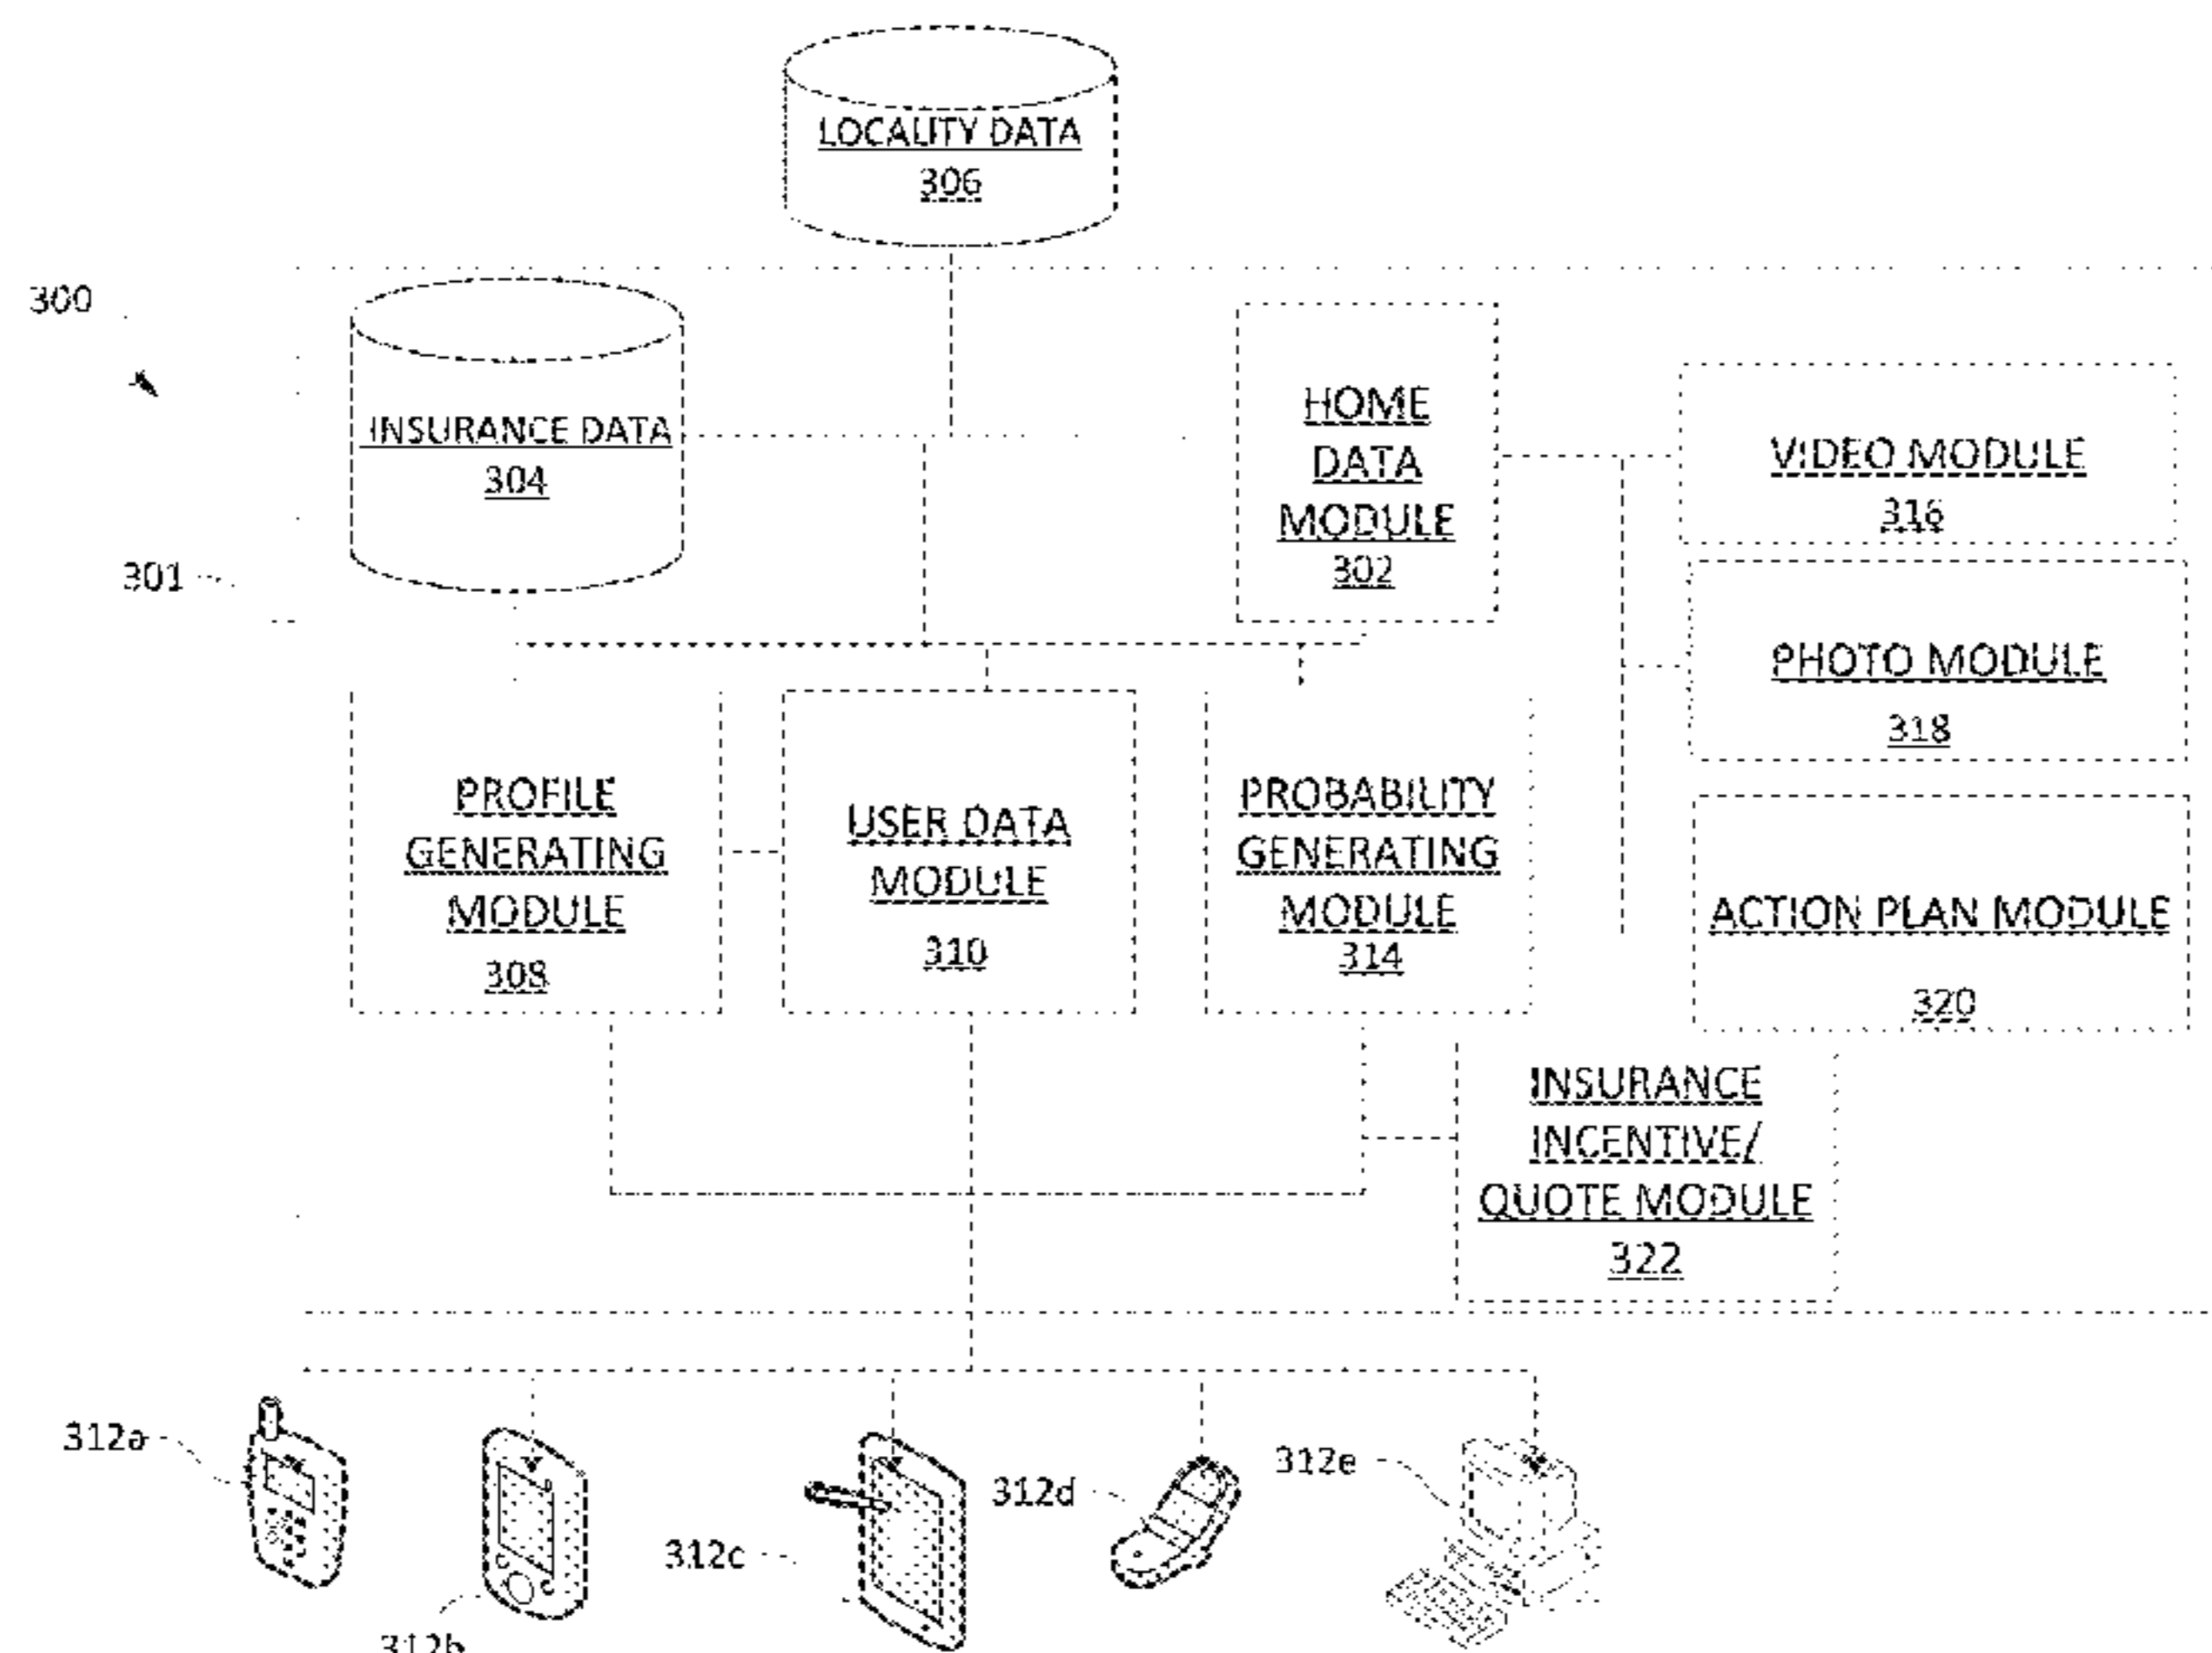 LOCALITY DATA
306
300
INSURANCE DATA
304
301
HOME
DATA
MODULE
302
VIDEO MODULE
316
PHOTO MODULE
318
ACTION PLAN MODULE
320
PROFILE
GENERATING
MODULE
308
USER DATA
MODULE
310
PROBABILITY
GENERATING
MODULE
314
INSURANCE
INCENTIVE/
QUOTE MODULE
322
312a
312b
312c
312d
312e